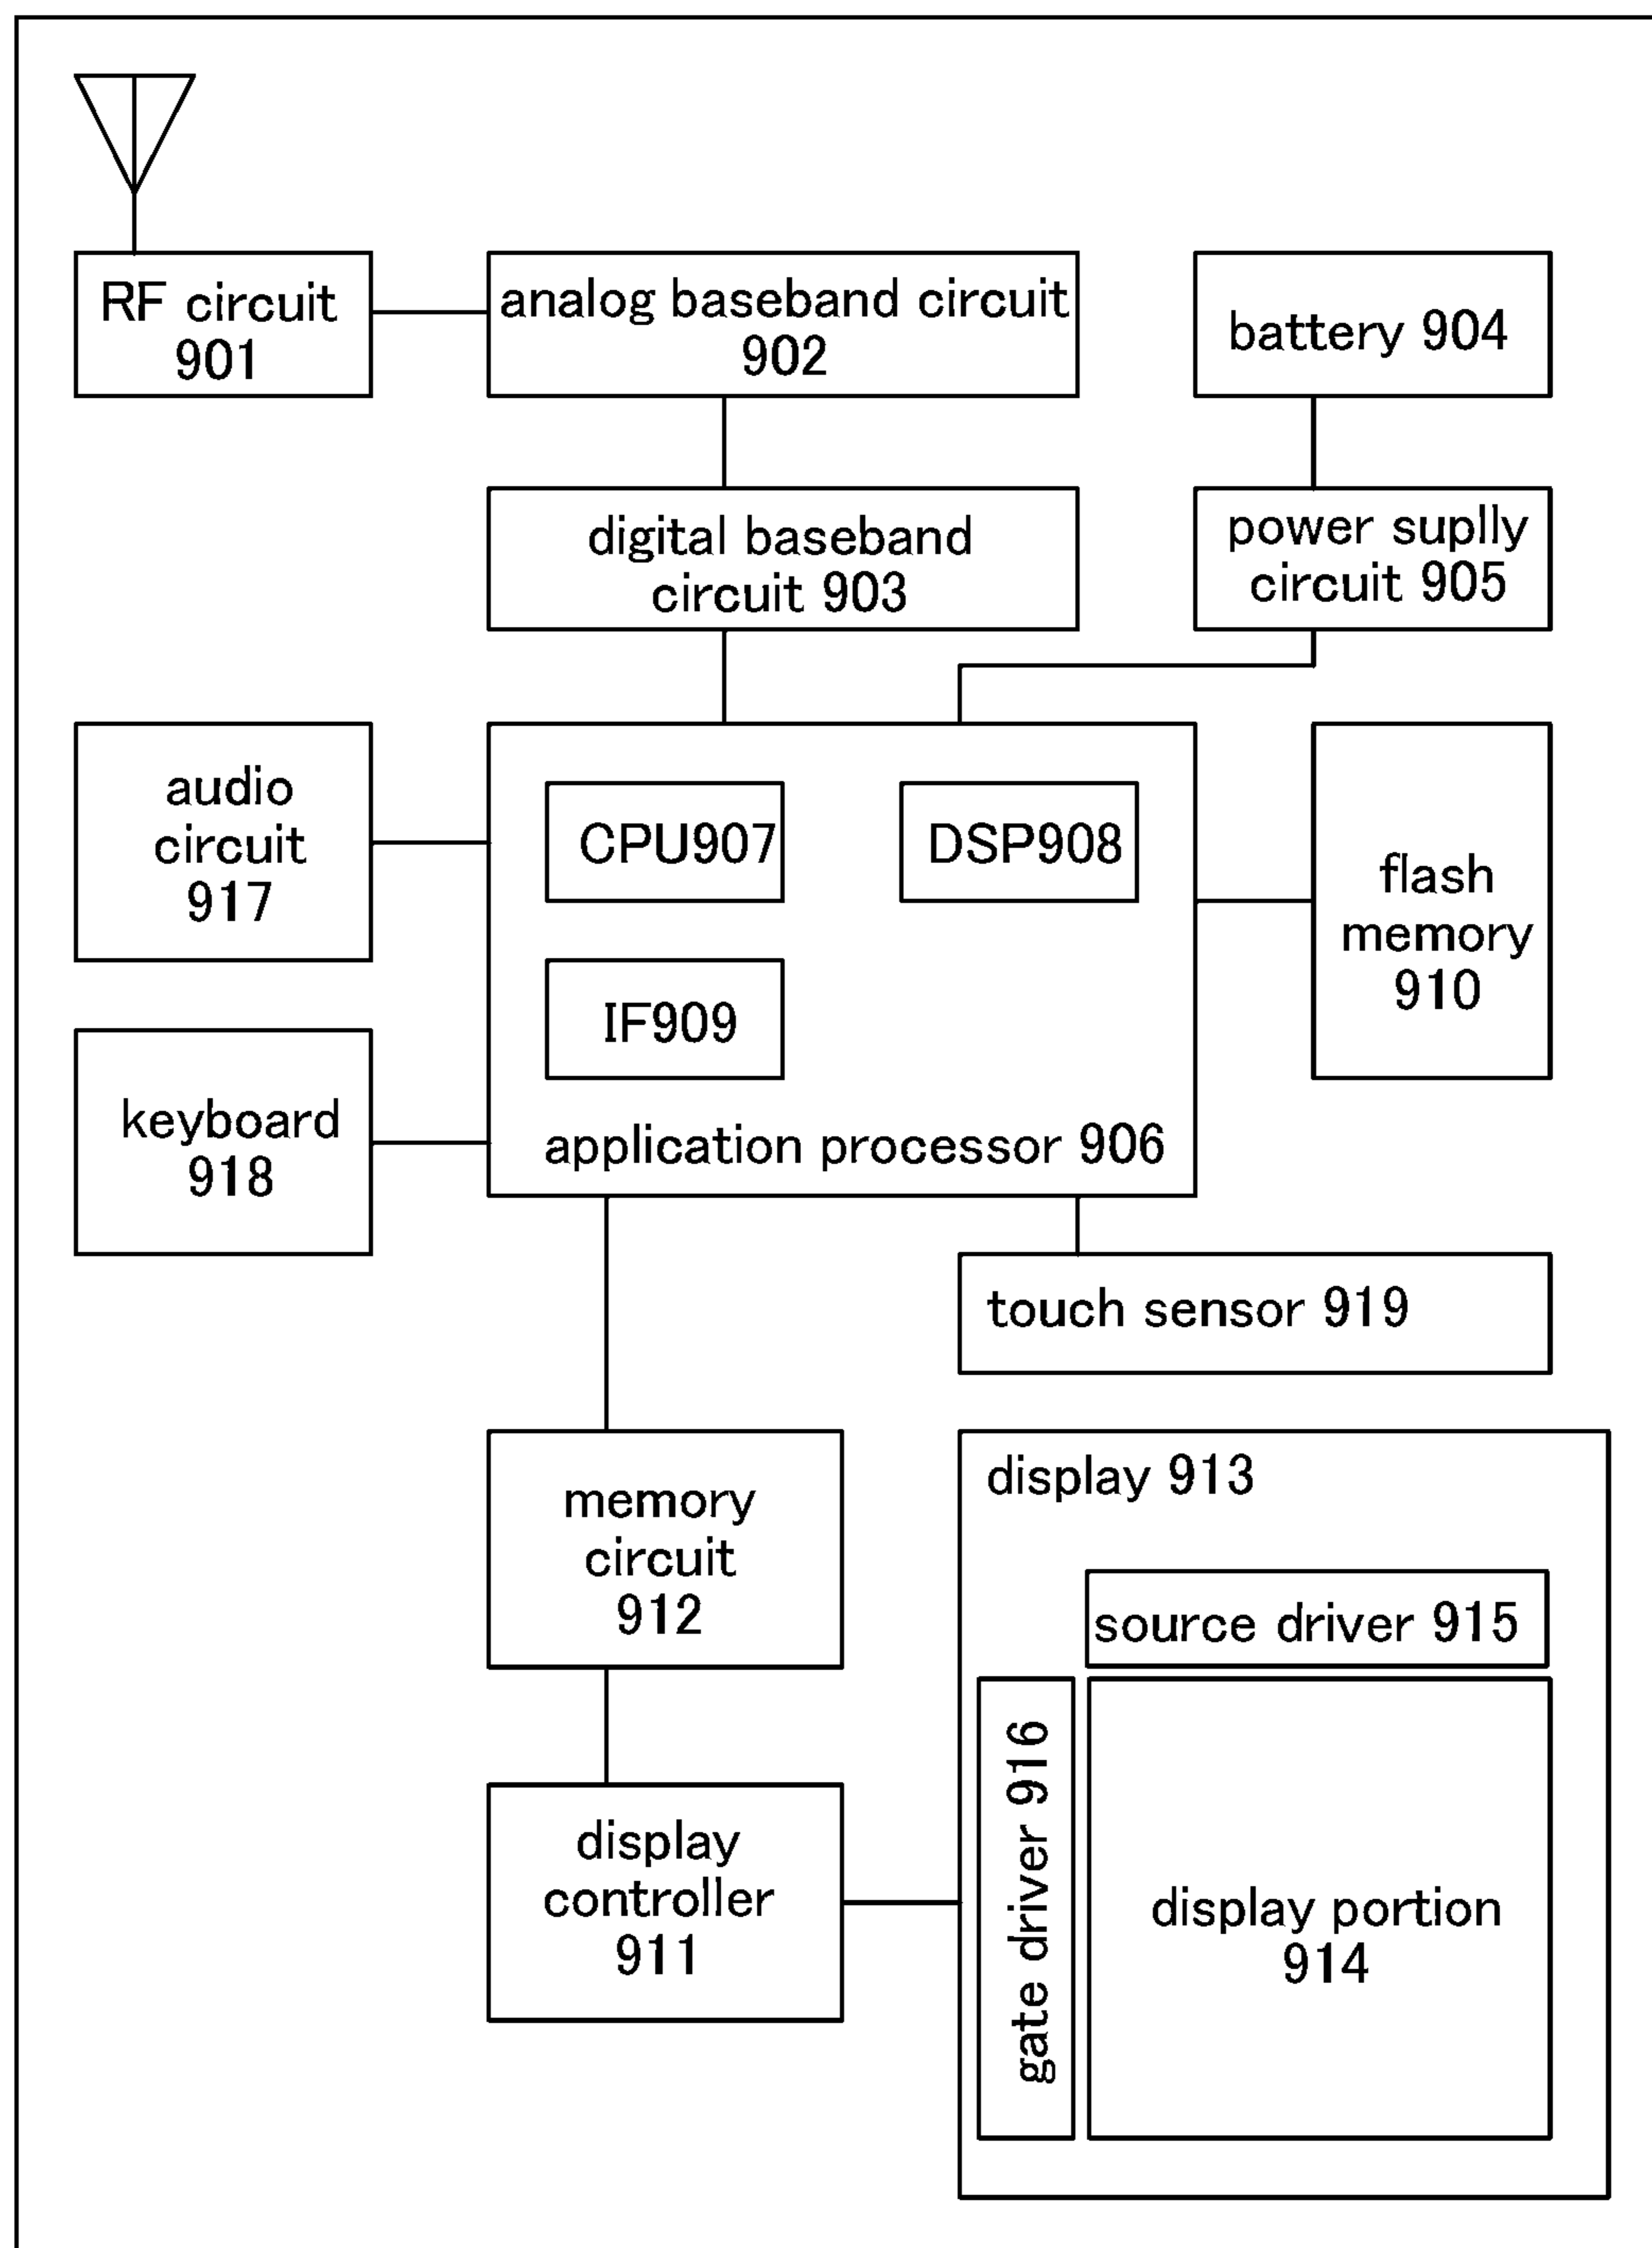 RF circuit
901
analog baseband circuit
902
battery 904
digital baseband
circuit 903
power suplly
circuit 905
audio
circuit
917
CPU907
DSP908
flash
memory
910
IF909
keyboard
918
application processor 906
touch sensor 919
memory
circuit
912
display 913
source driver 915
gate driver 916
display portion
914
display
controller
911